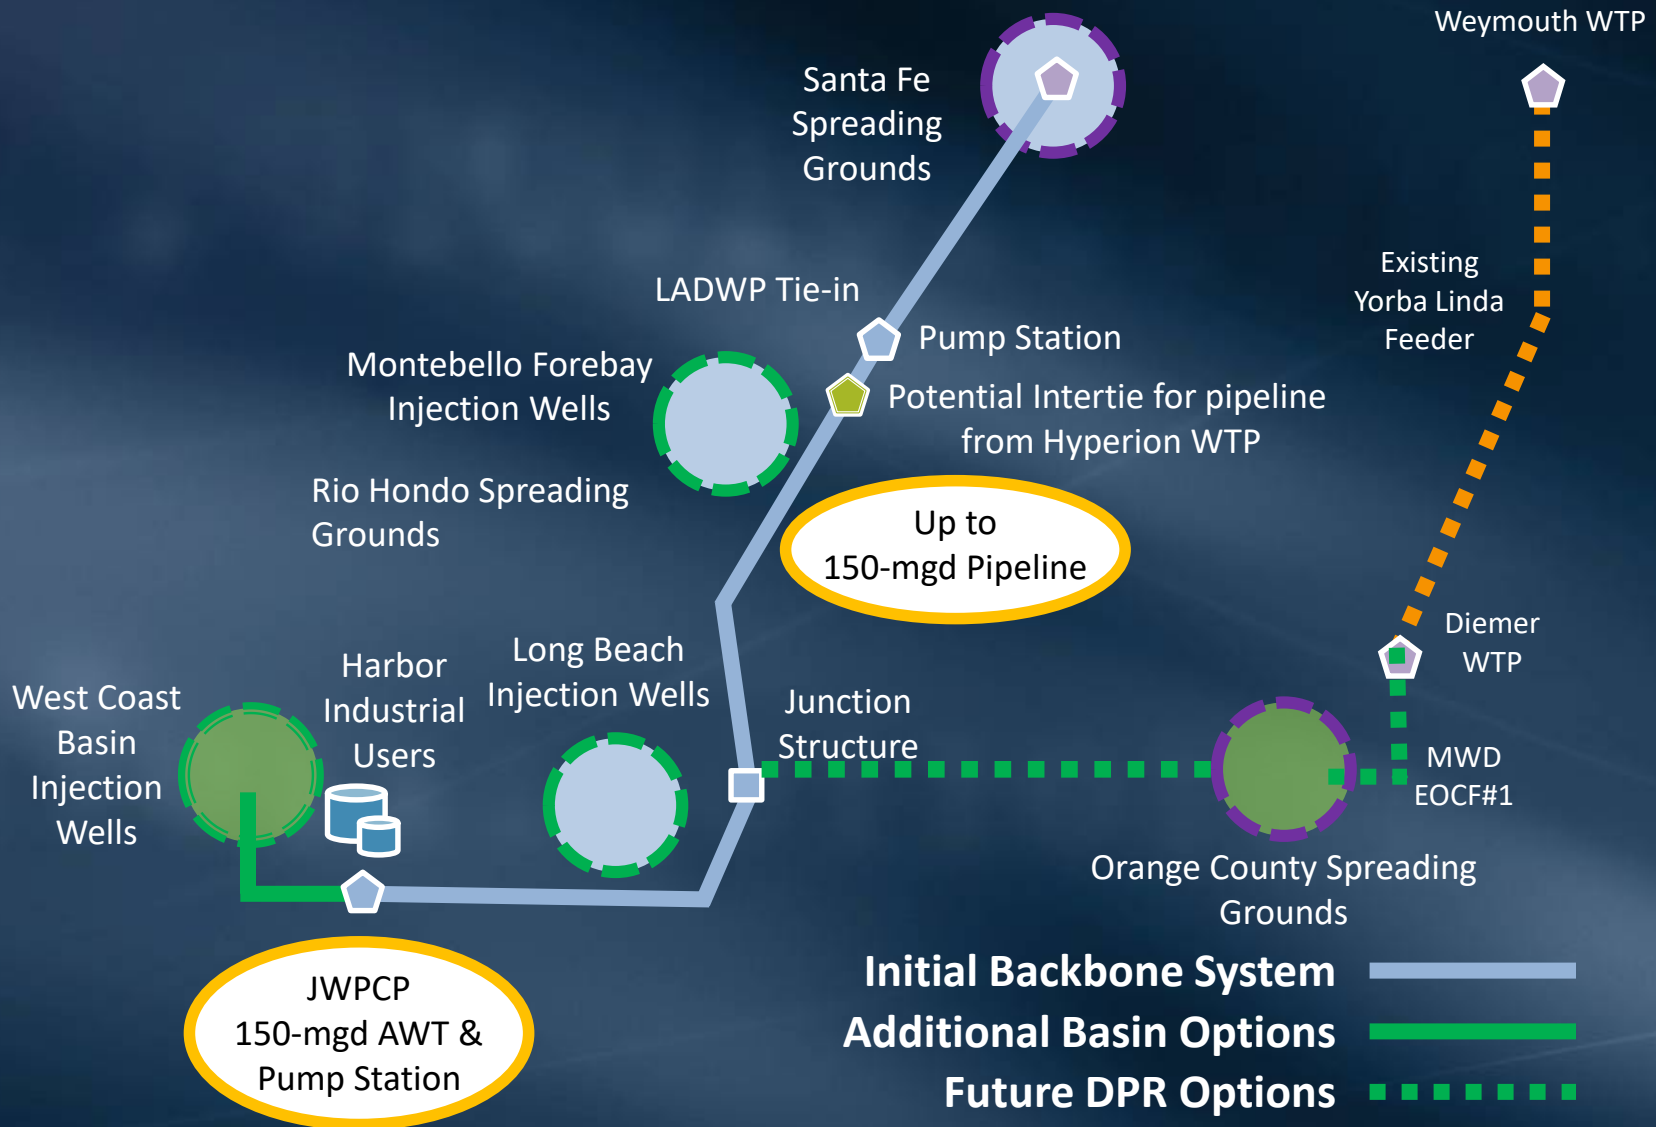 Weymouth WTP
Santa Fe
Spreading
Grounds
Existing
Yorba Linda
Feeder
LADWP Tie-in
Pump Station
Montebello Forebay
Injection Wells
Potential Intertie for pipeline
from Hyperion WTP
Rio Hondo Spreading
Grounds
Up to
150-mgd Pipeline
Diemer
WTP
Long Beach
Injection Wells
Harbor
Industrial
Users
West Coast
Basin
Injection
Wells
Junction
Structure
MWD
EOCF#1
Orange County Spreading
Grounds
JWPCP
150-mgd AWT &
Pump Station
Initial Backbone System
Additional Basin Options
Future DPR Options